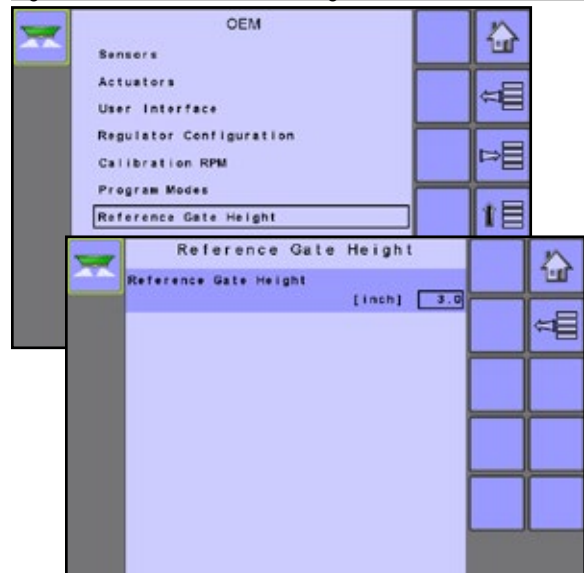 OEM
Sensors
Actuators
User Interface
Regulator Configuration
Calibration RPM
Program Modes
Reference Gate Height
Reference Gate Height
Reference Gate Height
[inch] 3.0